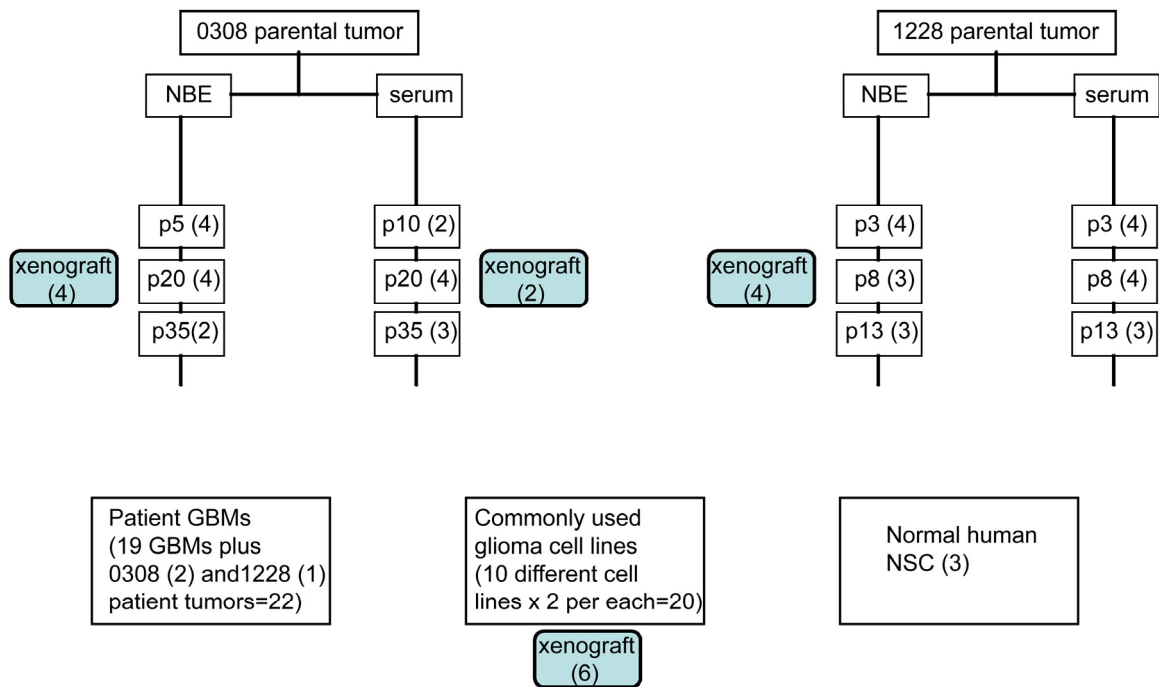 0308 parental tumor
NBE
serum
p5 (4)
p20 (4)
p35(2)
xenograft
(4)
p10 (2)
p20 (4)
p35 (3)
xenograft
(2)
1228 parental tumor
NBE
serum
p3 (4)
p8 (3)
p13 (3)
xenograft
(4)
p3 (4)
p8 (4)
p13 (3)
Patient GBMs
(19 GBMs plus
0308 (2) and1228 (1)
patient tumors=22)
Commonly used
glioma cell lines
(10 different cell
lines x 2 per each=20)
xenograft
(6)
Normal human
NSC (3)